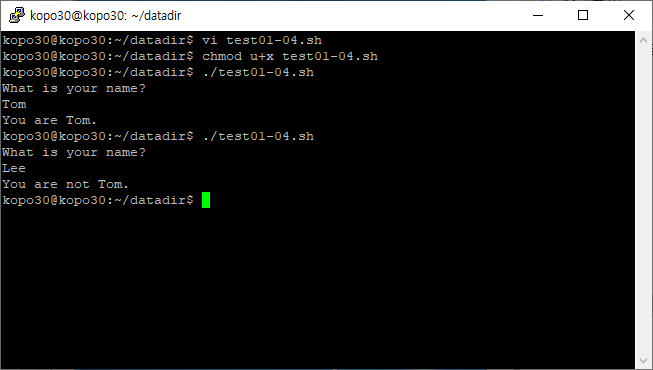 kopo30@kopo30: ~/datadir
kopo30@kopo30:~/datadir$ vi test01-04.sh
kopo30@kopo30:~/datadir$ chmod u+x test01-04.sh
kopo30@kopo30:~/datadir$ ./test01-04.sh
What is your name?
Tom
You are Tom.
kopo30@kopo30:~/datadir$ ./test01-04.sh
What is your name?
Lee
You are not Tom.
kopo30@kopo30:~/datadir$